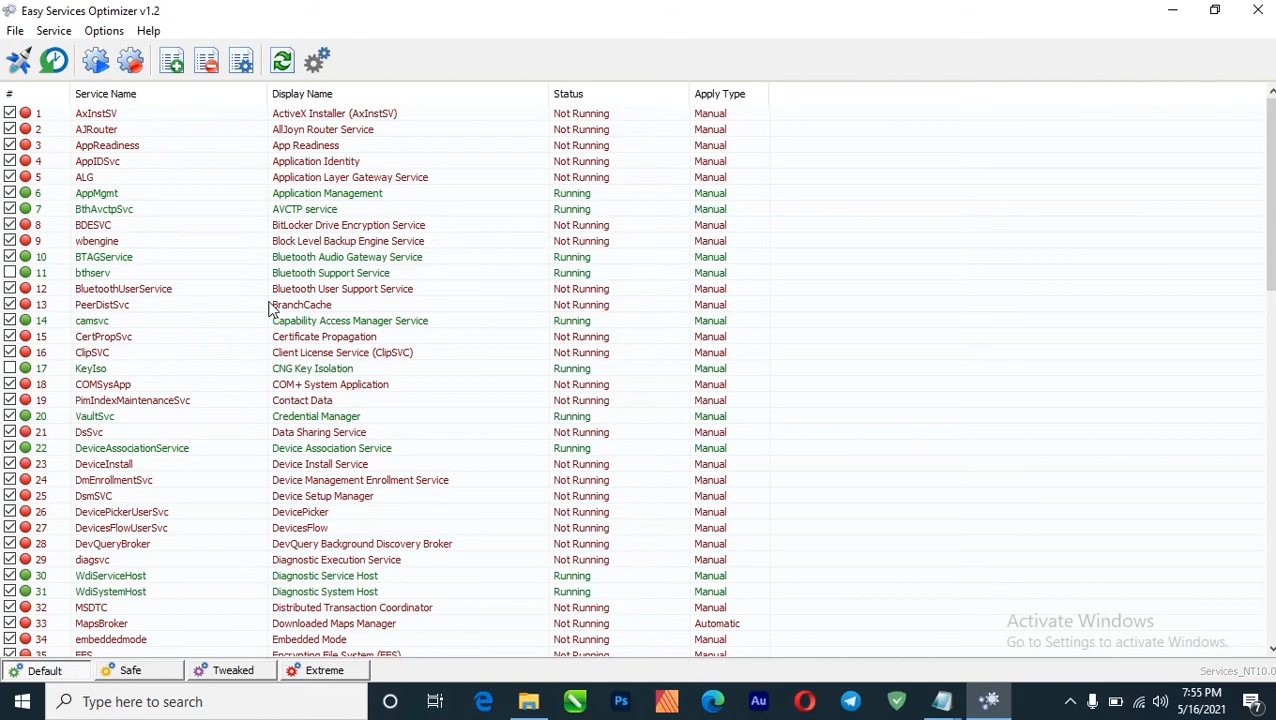 Easy Services Optimizer v1.2
File Service Options Help
# Service Name Display Name Status Apply Type
1 AxInstSV ActiveX Installer (AxInstSV) Not Running Manual
2 AJRouter AllJoyn Router Service Not Running Manual
3 AppReadiness App Readiness Not Running Manual
4 AppIDSvc Application Identity Not Running Manual
5 ALG Application Layer Gateway Service Not Running Manual
6 AppMgmt Application Management Running Manual
7 BthAvctpSvc AVCTP service Running Manual
8 BDESVC BitLocker Drive Encryption Service Not Running Manual
9 wbengine Block Level Backup Engine Service Not Running Manual
10 BTAGService Bluetooth Audio Gateway Service Running Manual
11 bthserv Bluetooth Support Service Running Manual
12 BluetoothUserService Bluetooth User Support Service Not Running Manual
13 PeerDistSvc BranchCache Not Running Manual
14 camsvc Capability Access Manager Service Running Manual
15 CertPropSvc Certificate Propagation Not Running Manual
16 ClipSVC Client License Service (ClipSVC) Not Running Manual
17 KeyIso CNG Key Isolation Running Manual
18 COMSysApp COM+ System Application Not Running Manual
19 PimIndexMaintenanceSvc Contact Data Not Running Manual
20 VaultSvc Credential Manager Running Manual
21 DsSvc Data Sharing Service Not Running Manual
22 DeviceAssociationService Device Association Service Running Manual
23 DeviceInstall Device Install Service Not Running Manual
24 DmEnrollmentSvc Device Management Enrollment Service Not Running Manual
25 DsmSVC Device Setup Manager Not Running Manual
26 DevicePickerUserSvc DevicePicker Not Running Manual
27 DevicesFlowUserSvc DevicesFlow Not Running Manual
28 DevQueryBroker DevQuery Background Discovery Broker Not Running Manual
29 diagsvc Diagnostic Execution Service Not Running Manual
30 WdiServiceHost Diagnostic Service Host Running Manual
31 WdiSystemHost Diagnostic System Host Running Manual
32 MSDTC Distributed Transaction Coordinator Not Running Manual
33 MapsBroker Downloaded Maps Manager Not Running Automatic
34 embeddedmode Embedded Mode Not Running Manual
35 EFS Encrypting File System (EFS) Not Running Manual
Activate Windows
Go to Settings to activate Windows.
Default Safe Tweaked Extreme Services_NT10.0
Type here to search
Ps Au
7:55 PM
5/16/2021
7